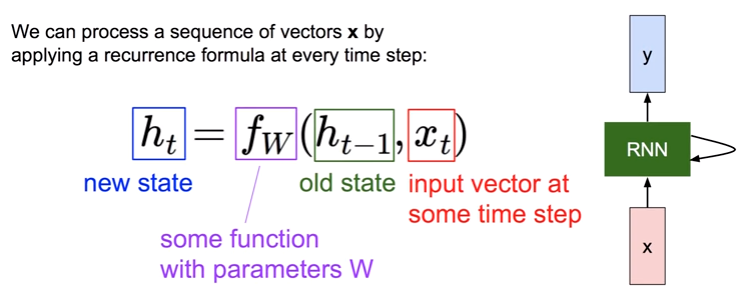 We can process a sequence of vectors x by
applying a recurrence formula at every time step:
h_t = f_W(h_{t-1}, x_t)
new state
old state
input vector at
some time step
some function
with parameters W
y
RNN
x